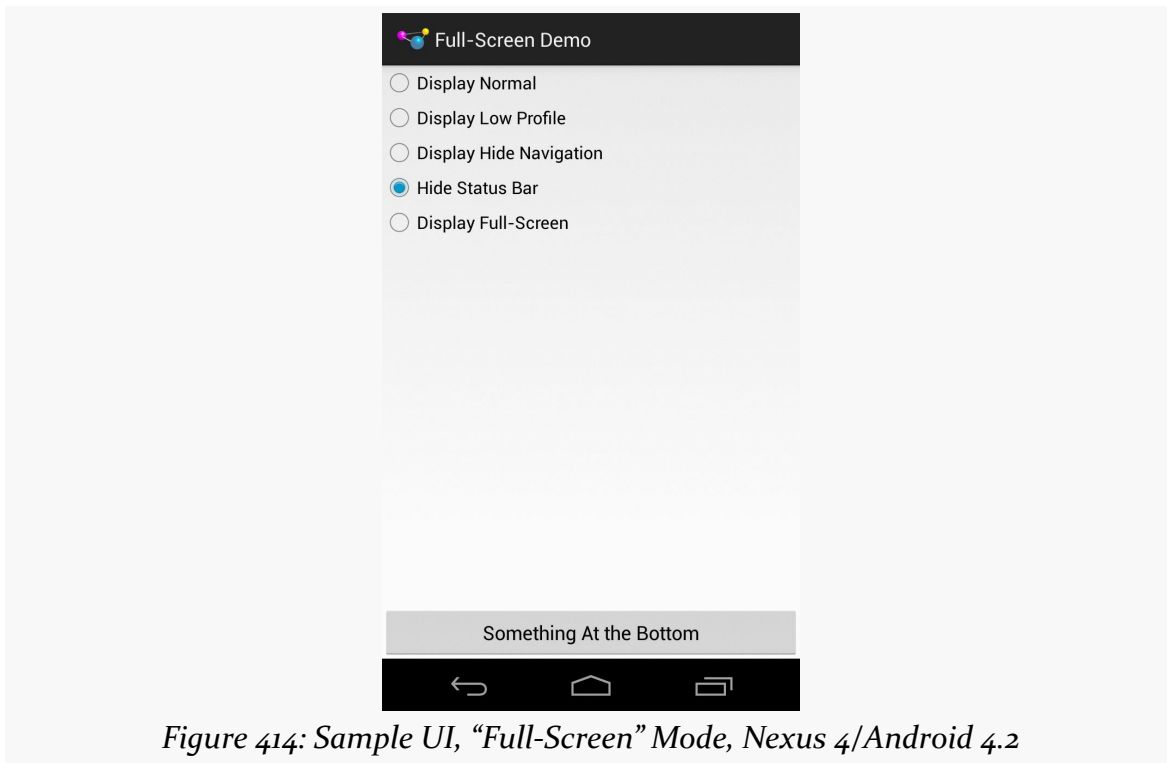 Full-Screen Demo
Display Normal
Display Low Profile
Display Hide Navigation
Hide Status Bar
Display Full-Screen
Something At the Bottom
Figure 414: Sample UI, “Full-Screen” Mode, Nexus 4/Android 4.2